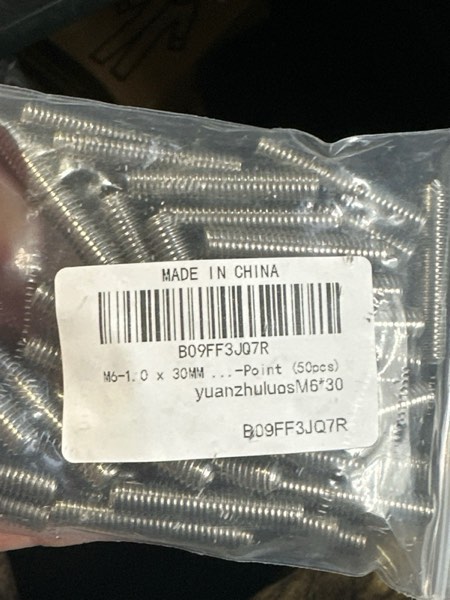 MADE IN CHINA
B09FF3JQ7R
M6-1.0 x 30MM ...-Point (50pcs)
yuanzhuluosM6*30
B09FF3JQ7R